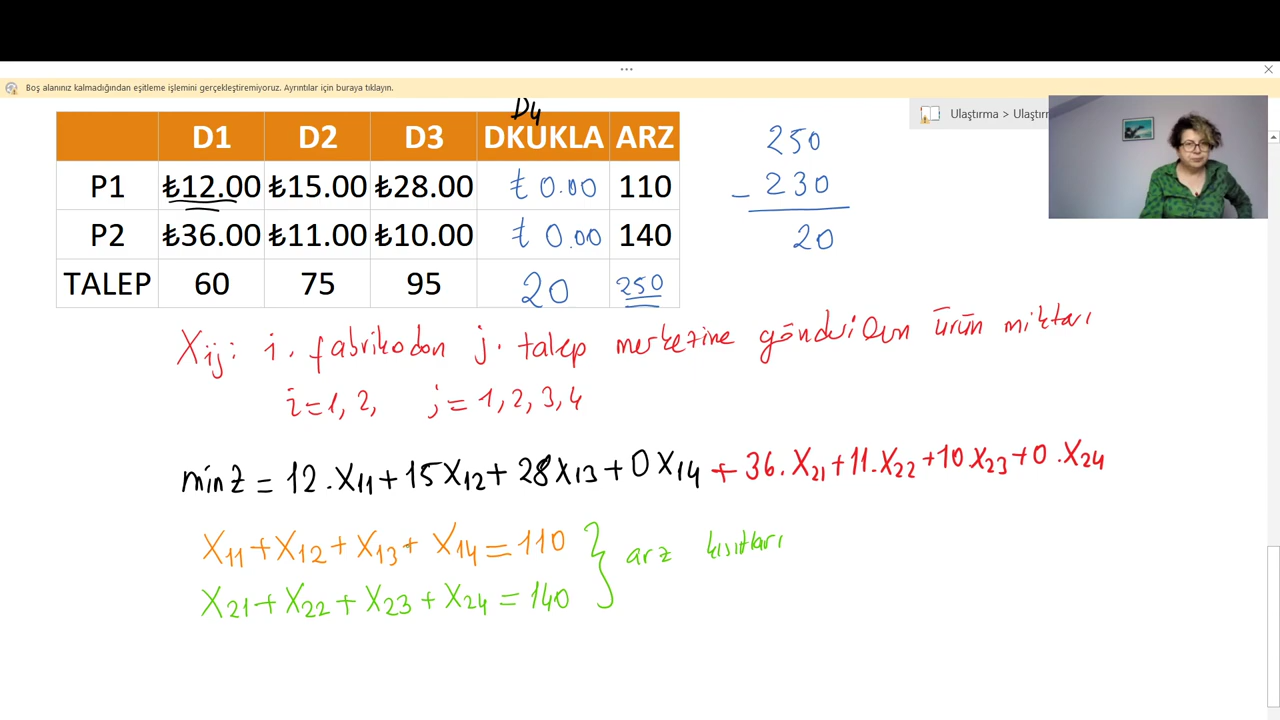 Boş alanınız kalmadığından eşitleme işlemini gerçekleştiremiyoruz. Ayrıntılar için buraya tıklayın.
Ulaştırma > Ulaştırm
D4
D1 D2 D3 DKUKLA ARZ
P1 ₺12.00 ₺15.00 ₺28.00 ₺ 0.00 110
P2 ₺36.00 ₺11.00 ₺10.00 ₺ 0.00 140
TALEP 60 75 95 20 250
250
- 230
20
Xij: i. fabrikadan j. talep merkezine gönderilen ürün miktarı
i=1, 2, j= 1, 2, 3, 4
min Z = 12.X11+15X12+28X13+0X14+36.X21+11.X22+10X23+0.X24
X11+X12+X13+X14=110
X21+X22+X23+X24=140
} arz kısıtları